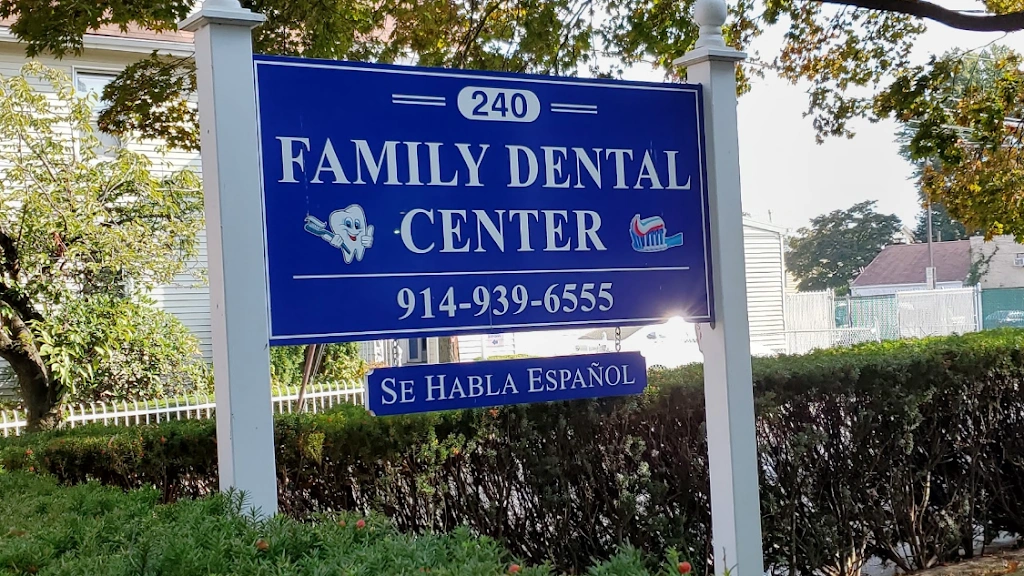 240
FAMILY DENTAL
CENTER
914-939-6555
SE HABLA ESPAÑOL